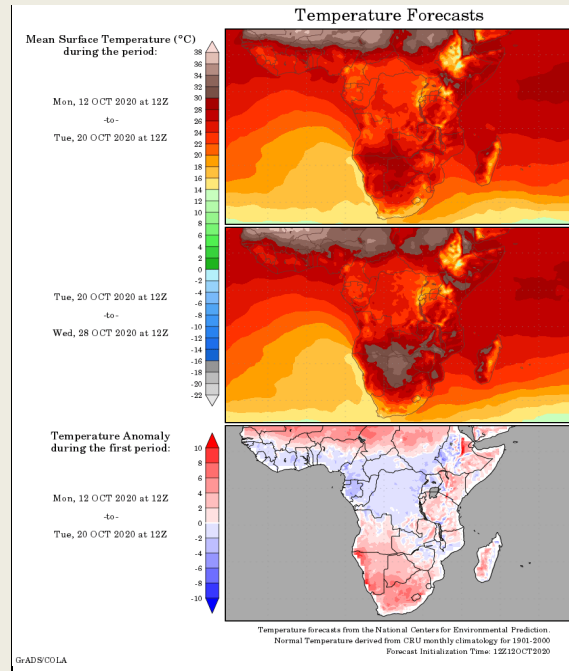 Temperature Forecasts
Mean Surface Temperature (°C)
during the period:
Mon, 12 OCT 2020 at 12Z
-to-
Tue, 20 OCT 2020 at 12Z
38
36
34
32
30
28
26
24
22
20
18
16
14
12
10
8
6
4
2
0
-2
-4
-6
-8
-10
-12
-14
-16
-18
-20
-22
Tue, 20 OCT 2020 at 12Z
-to-
Wed, 28 OCT 2020 at 12Z
Temperature Anomaly
during the first period:
Mon, 12 OCT 2020 at 12Z
-to-
Tue, 20 OCT 2020 at 12Z
10
8
6
4
2
0
-2
-4
-6
-8
-10
Temperature forecasts from the National Centers for Environmental Prediction.
Normal Temperature derived from CRU monthly climatology for 1901-2000
Forecast Initialization Time: 12Z12OCT2020
GrADS/COLA